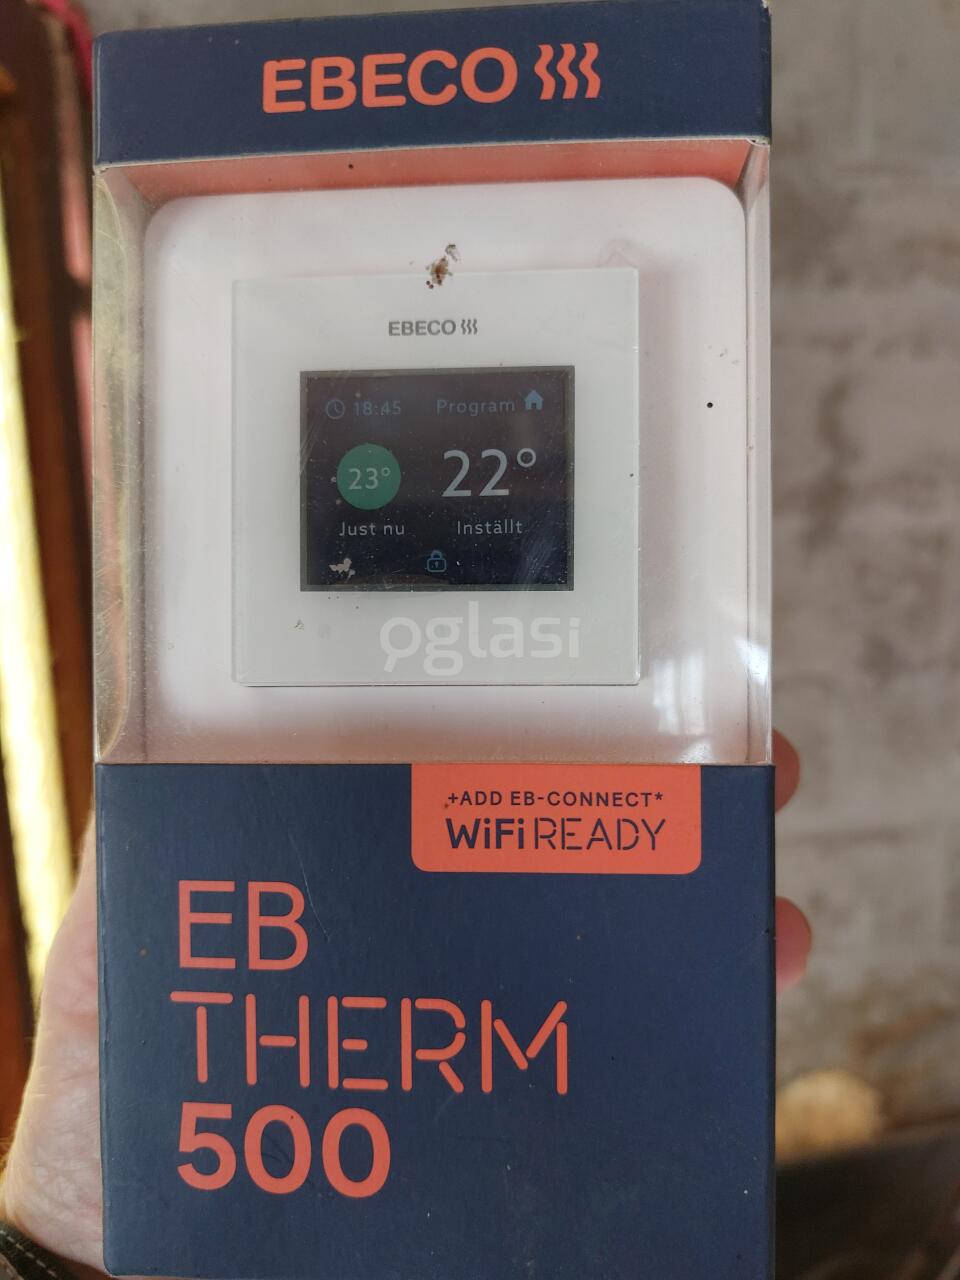 EBECO
EBECO
18:45 Program
23° 22°
Just nu Inställt
oglasi
+ADD EB-CONNECT*
WiFi READY
EB
THERM
500